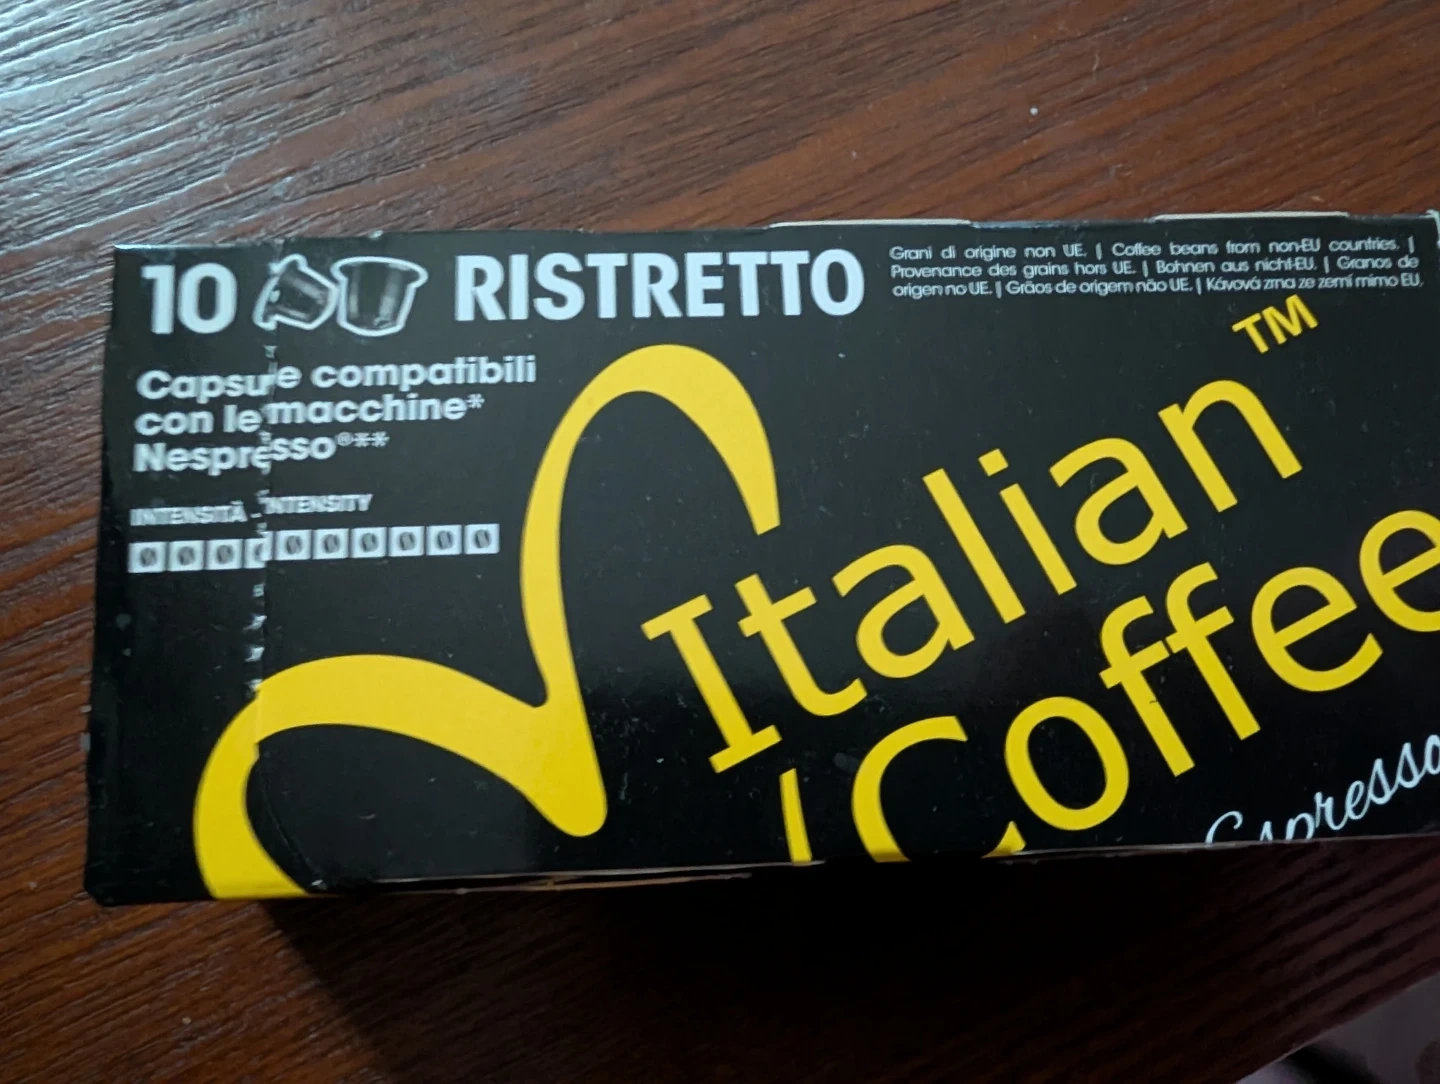 10 RISTRETTO
Grani di origine non UE. | Coffee beans from non-EU countries. |
Provenance des grains hors UE. | Bohnen aus nicht-EU. | Granos de
origen no UE. | Grãos de origem não UE. | Kávová zrna ze zemí mimo EU.
Capsule compatibili
con le macchine*
Nespresso®**
INTENSITÀ - INTENSITY
Italian™
Coffee
Espresso